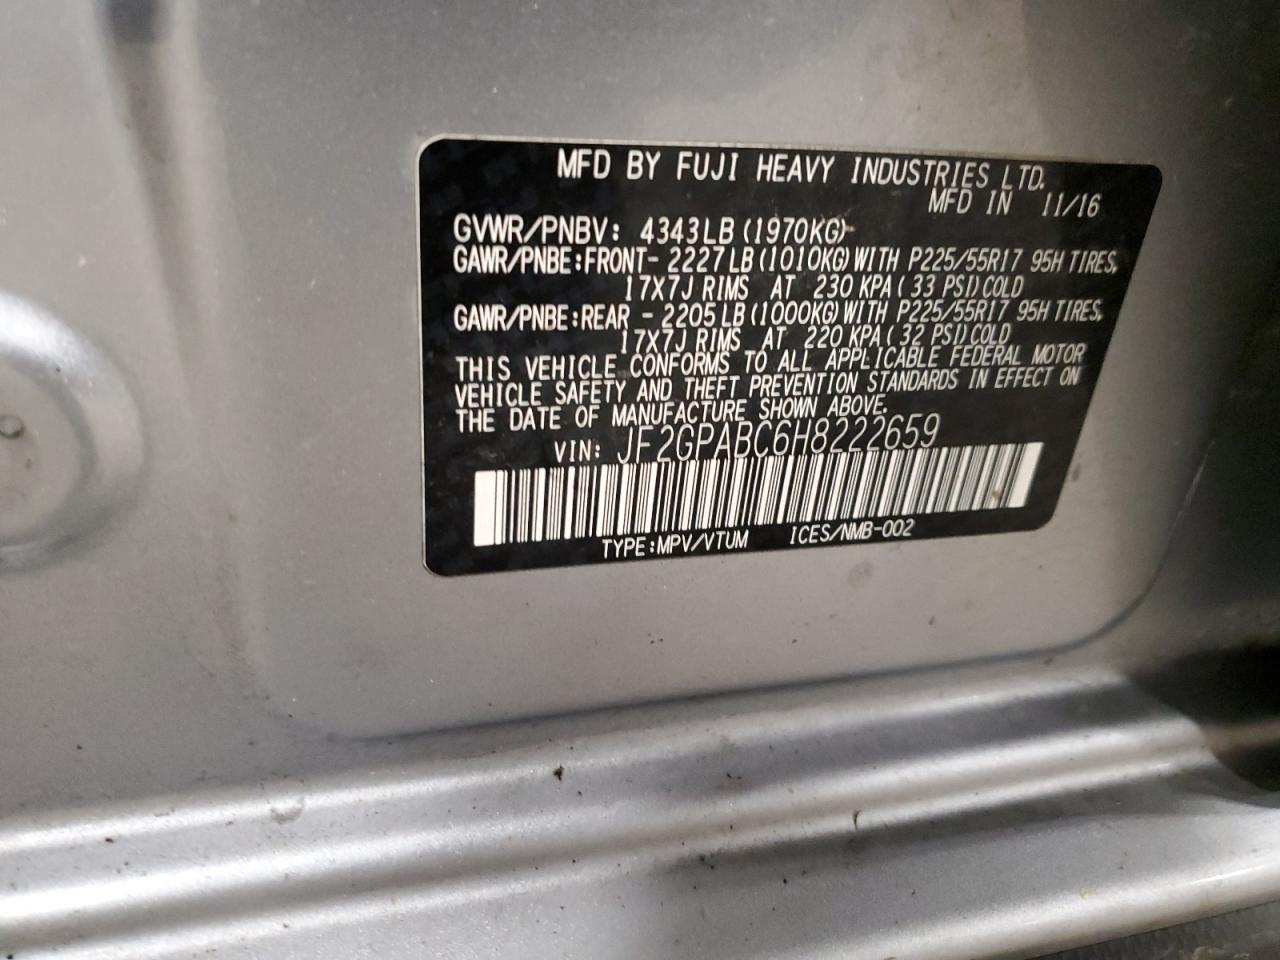 MFD BY FUJI HEAVY INDUSTRIES LTD.
MFD IN 11/16
GVWR/PNBV: 4343LB (1970KG)
GAWR/PNBE:FRONT- 2227LB(1010KG) WITH P225/55R17 95H TIRES,
17X7J RIMS AT 230 KPA( 33 PSI) COLD
GAWR/PNBE:REAR - 2205LB(1000KG) WITH P225/55R17 95H TIRES,
17X7J RIMS AT 220 KPA( 32 PSI) COLD
THIS VEHICLE CONFORMS TO ALL APPLICABLE FEDERAL MOTOR
VEHICLE SAFETY AND THEFT PREVENTION STANDARDS IN EFFECT ON
THE DATE OF MANUFACTURE SHOWN ABOVE.
VIN: JF2GPABC6H8222659
TYPE:MPV/VTUM ICES/NMB-002